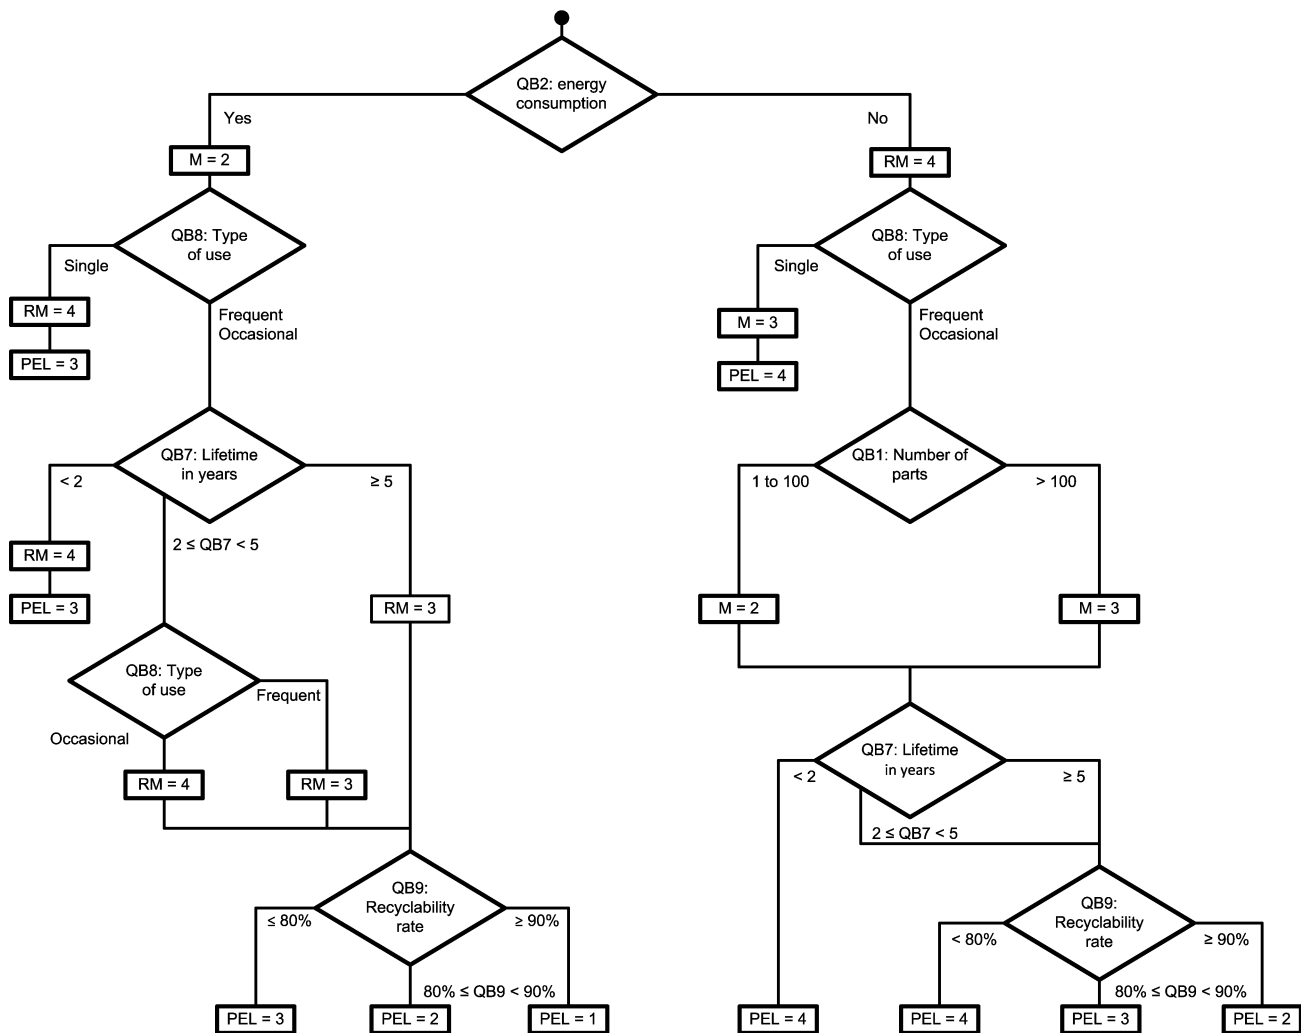 QB2: energy
consumption
Yes
No
M = 2
RM = 4
QB8: Type
of use
QB8: Type
of use
Single
Single
RM = 4
Frequent
Occasional
M = 3
Frequent
Occasional
PEL = 3
PEL = 4
QB7: Lifetime
in years
QB1: Number of
parts
< 2
≥ 5
1 to 100
> 100
2 ≤ QB7 < 5
RM = 4
PEL = 3
RM = 3
M = 2
M = 3
QB8: Type
of use
Frequent
Occasional
QB7: Lifetime
in years
RM = 4
RM = 3
< 2
≥ 5
2 ≤ QB7 < 5
QB9:
Recyclability
rate
≤ 80%
≥ 90%
QB9:
Recyclability
rate
< 80%
≥ 90%
80% ≤ QB9 < 90%
80% ≤ QB9 < 90%
PEL = 3
PEL = 2
PEL = 1
PEL = 4
PEL = 4
PEL = 3
PEL = 2